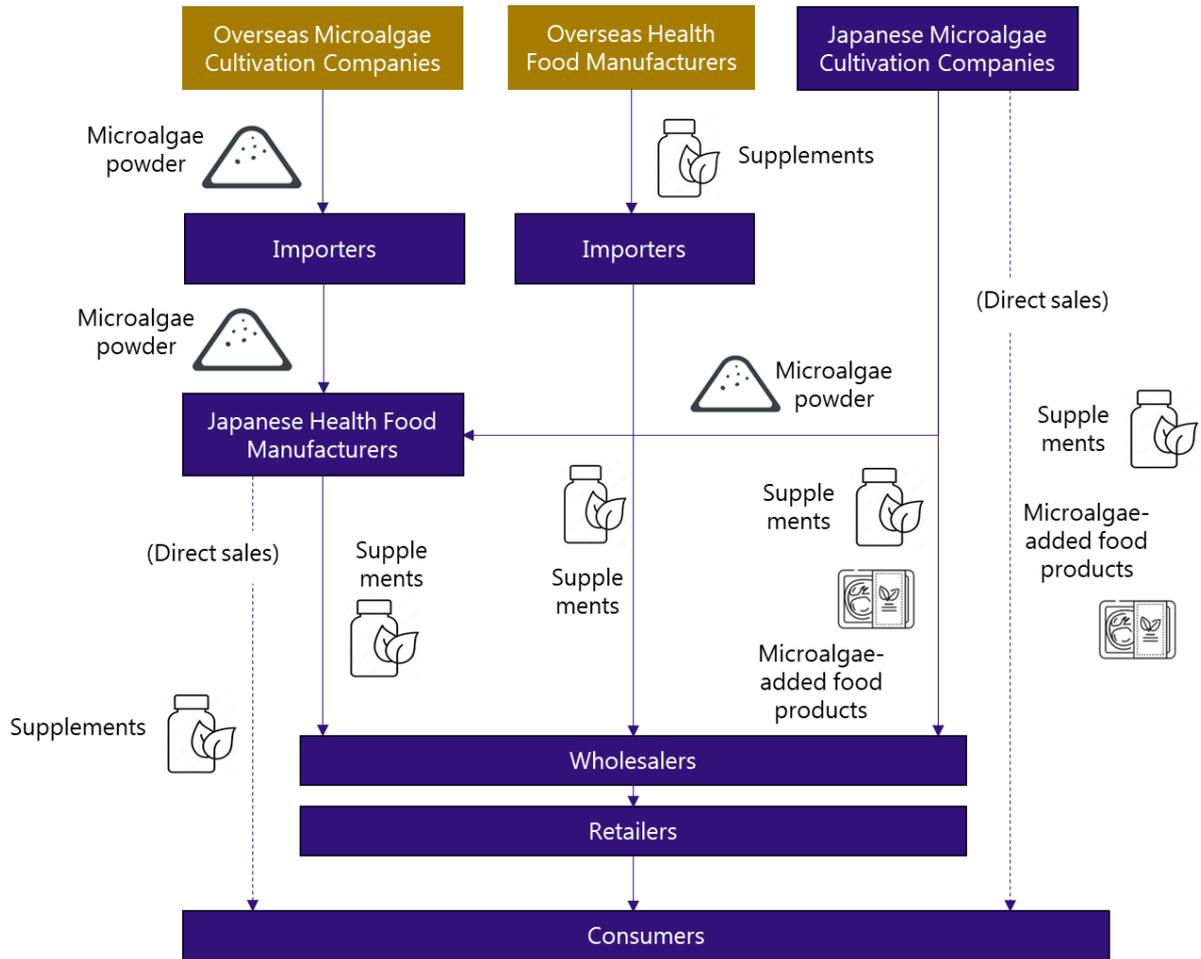 Overseas Microalgae
Cultivation Companies
Overseas Health
Food Manufacturers
Japanese Microalgae
Cultivation Companies
Microalgae
powder
Supplements
Importers
Importers
(Direct sales)
Microalgae
powder
Microalgae
powder
Japanese Health Food
Manufacturers
Supple
ments
Supple
ments
Microalgae-
added food
products
(Direct sales)
Supple
ments
Supple
ments
Microalgae-
added food
products
Supplements
Wholesalers
Retailers
Consumers